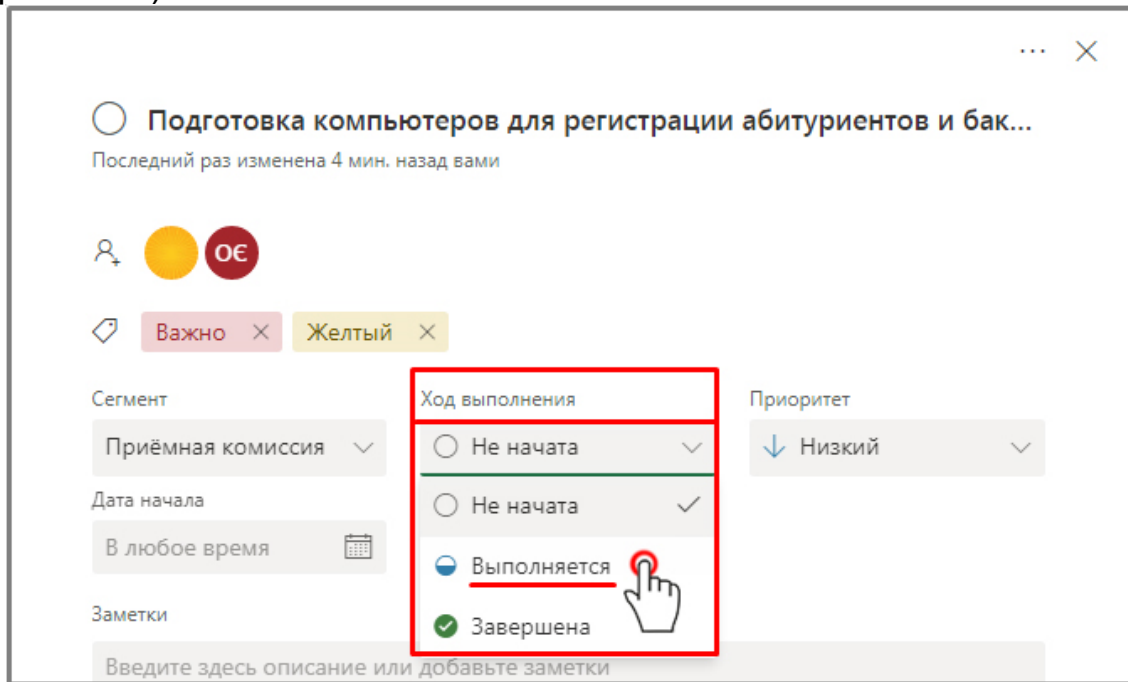 Подготовка компьютеров для регистрации абитуриентов и бак...
Последний раз изменена 4 мин. назад вами
ОЄ
Важно Желтый
Сегмент Ход выполнения Приоритет
Приёмная комиссия Не начата Низкий
Дата начала Не начата
В любое время
Выполняется
Заметки
Завершена
Введите здесь описание или добавьте заметки